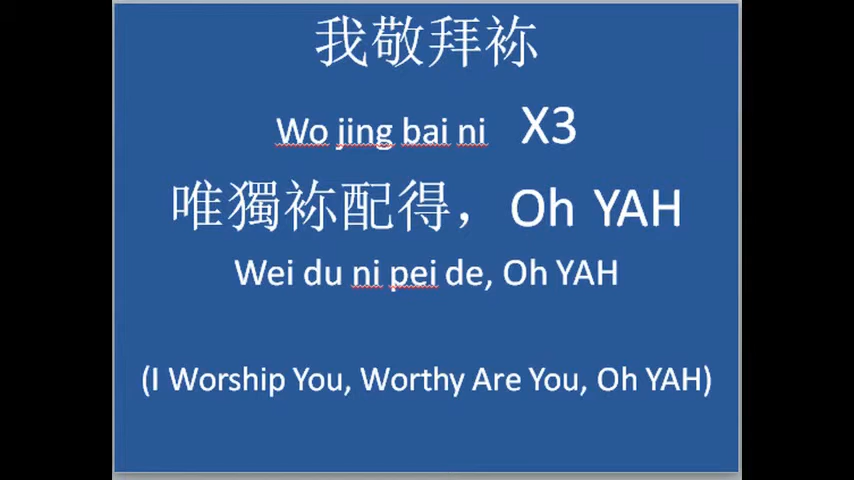 我敬拜祢
Wo jing bai ni X3
唯獨祢配得，Oh YAH
Wei du ni pei de, Oh YAH
(I Worship You, Worthy Are You, Oh YAH)